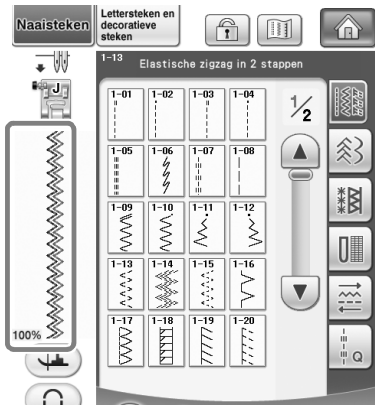 Naaisteken
Lettersteken en
decoratieve
steken
J
1-13
Elastische zigzag in 2 stappen
1-01 1-02 1-03 1-04
1/2
1-05 1-06 1-07 1-08
1-09 1-10 1-11 1-12
1-13 1-14 1-15 1-16
1-17 1-18 1-19 1-20
100%
Q